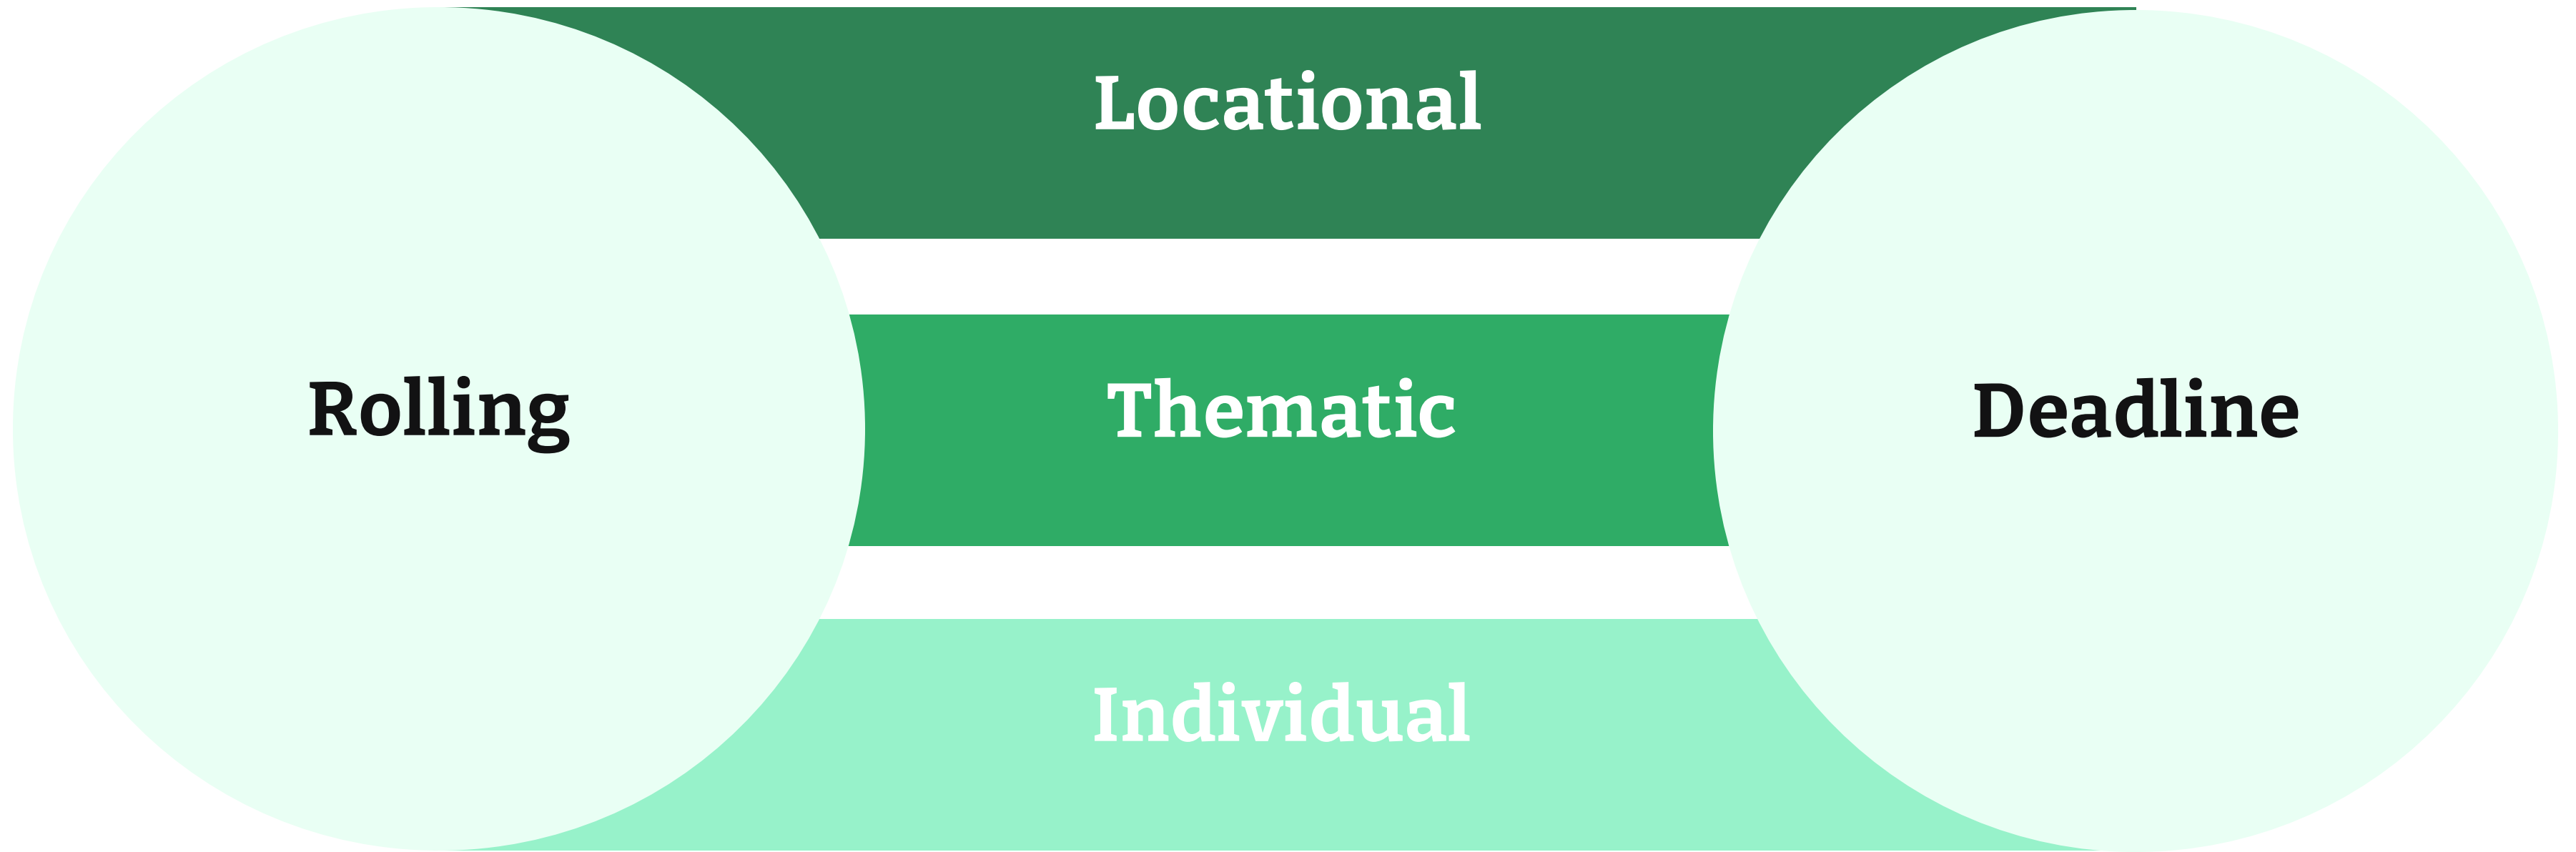 Locational
Rolling
Thematic
Deadline
Individual